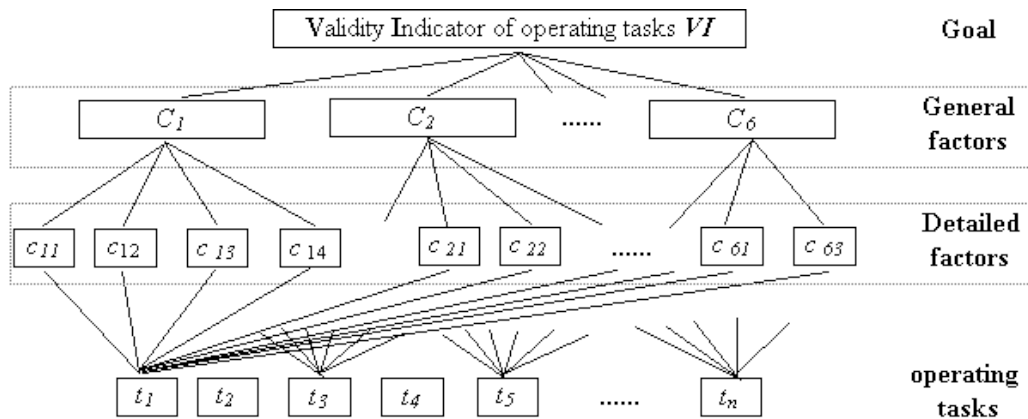 Validity Indicator of operating tasks VI
Goal
C1
C2
......
C6
General
factors
c11
c12
c13
c14
c21
c22
......
c61
c63
Detailed
factors
t1
t2
t3
t4
t5
......
tn
operating
tasks